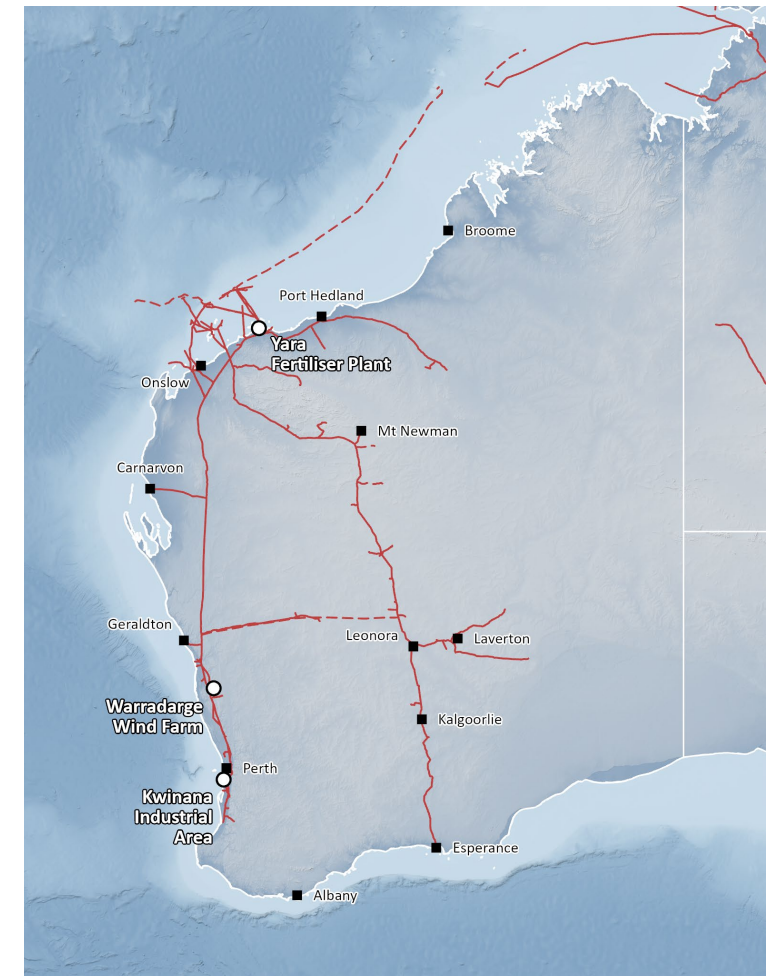 Broome
Port Hedland
Yara
Fertiliser Plant
Onslow
Mt Newman
Carnarvon
Geraldton
Leonora
Laverton
Warradarge
Wind Farm
Kalgoorlie
Perth
Kwinana
Industrial
Area
Esperance
Albany